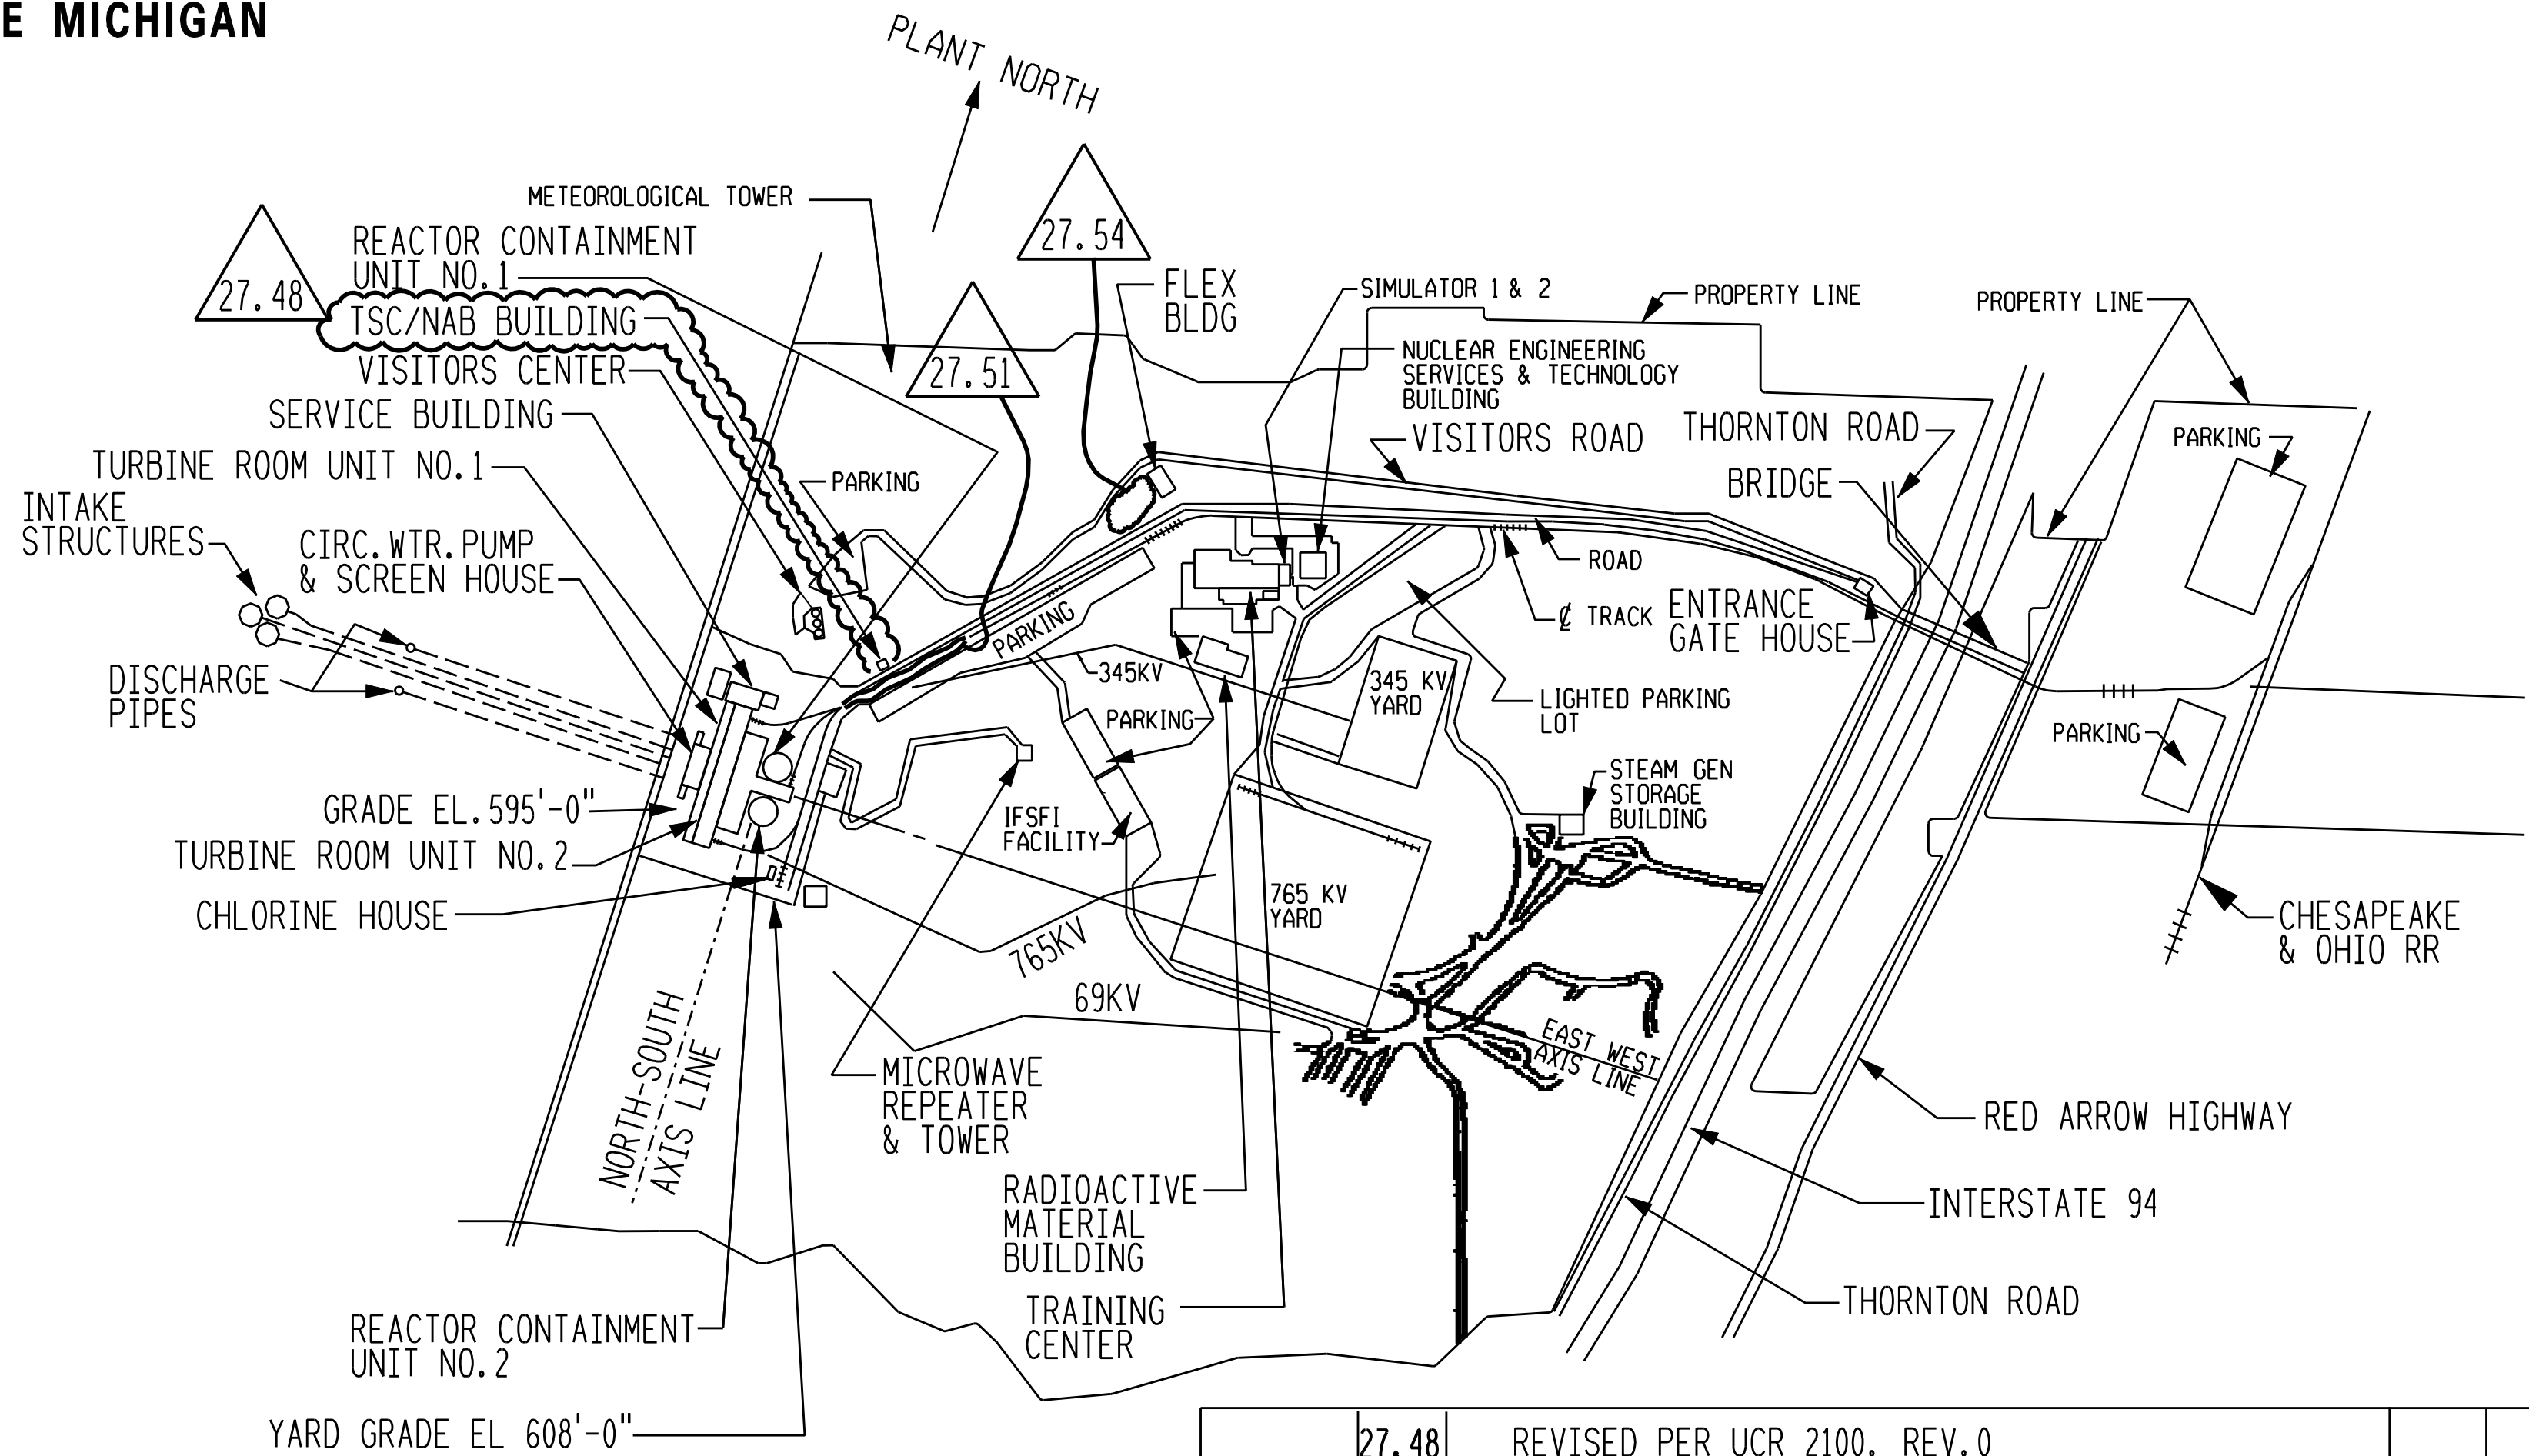 E MICHIGAN
PLANT NORTH
METEOROLOGICAL TOWER
27.54
27.48
REACTOR CONTAINMENT
UNIT NO.1
TSC/NAB BUILDING
VISITORS CENTER
SERVICE BUILDING
TURBINE ROOM UNIT NO.1
INTAKE
STRUCTURES
CIRC.WTR.PUMP
& SCREEN HOUSE
DISCHARGE
PIPES
GRADE EL.595'-0"
TURBINE ROOM UNIT NO.2
CHLORINE HOUSE
27.51
FLEX
BLDG
SIMULATOR 1 & 2
PROPERTY LINE
PROPERTY LINE
NUCLEAR ENGINEERING
SERVICES & TECHNOLOGY
BUILDING
VISITORS ROAD
THORNTON ROAD
BRIDGE
PARKING
PARKING
ROAD
℄ TRACK
ENTRANCE
GATE HOUSE
PARKING
345KV
PARKING
345 KV
YARD
LIGHTED PARKING
LOT
PARKING
STEAM GEN
STORAGE
BUILDING
IFSFI
FACILITY
765 KV
YARD
765KV
69KV
CHESAPEAKE
& OHIO RR
EAST WEST
AXIS LINE
NORTH-SOUTH
AXIS LINE
MICROWAVE
REPEATER
& TOWER
RED ARROW HIGHWAY
RADIOACTIVE
MATERIAL
BUILDING
INTERSTATE 94
THORNTON ROAD
TRAINING
CENTER
REACTOR CONTAINMENT
UNIT NO.2
YARD GRADE EL 608'-0"
27.48 REVISED PER UCR 2100, REV.0